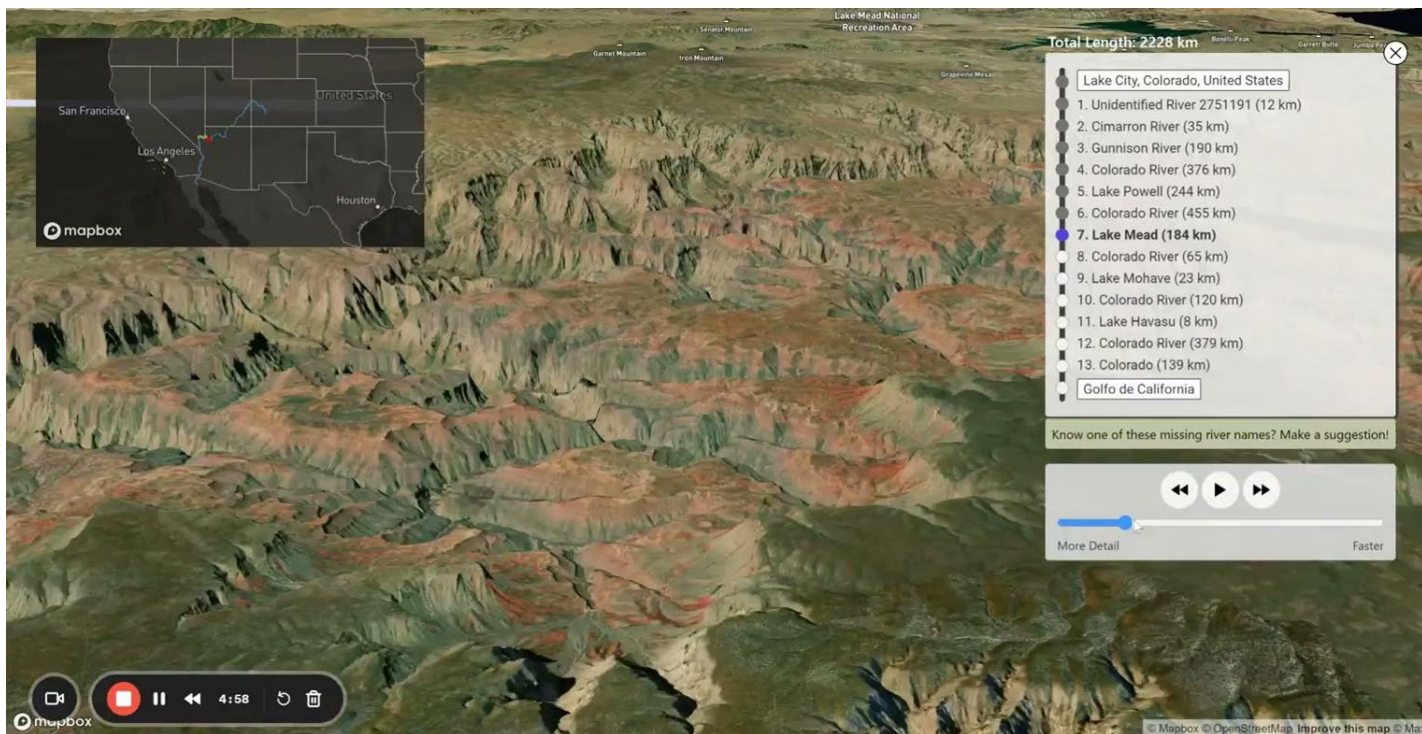 Senator Mountain
Lake Mead National
Recreation Area
Garnet Mountain
Iron Mountain
Grapevine Mesa
Bonelli Peak
Garrett Butte
United States
San Francisco
Los Angeles
Houston
mapbox
Total Length: 2228 km
Lake City, Colorado, United States
1. Unidentified River 2751191 (12 km)
2. Cimarron River (35 km)
3. Gunnison River (190 km)
4. Colorado River (376 km)
5. Lake Powell (244 km)
6. Colorado River (455 km)
7. Lake Mead (184 km)
8. Colorado River (65 km)
9. Lake Mohave (23 km)
10. Colorado River (120 km)
11. Lake Havasu (8 km)
12. Colorado River (379 km)
13. Colorado (139 km)
Golfo de California
Know one of these missing river names? Make a suggestion!
More Detail
Faster
4:58
mapbox
© Mapbox © OpenStreetMap Improve this map ©